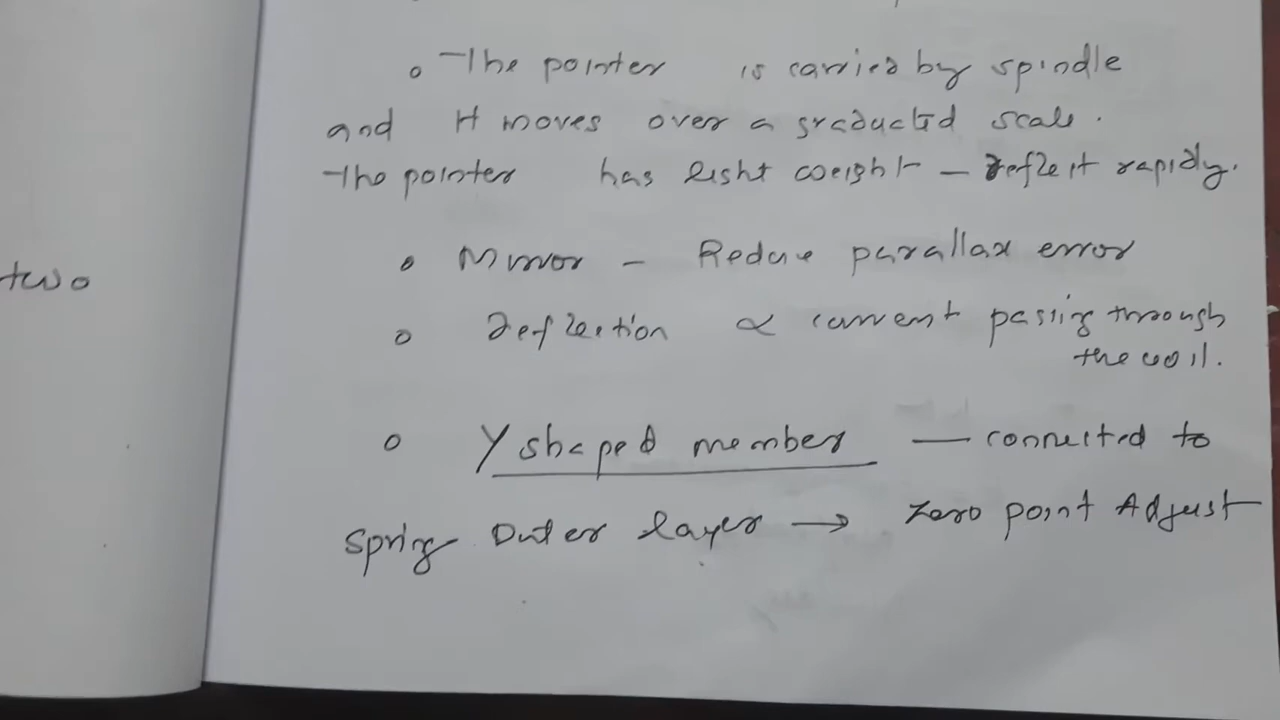 two
• The pointer is carried by spindle
and it moves over a graduated scale.
The pointer has light weight – deflect rapidly.
• Mirror – Reduce parallax error
• deflection ∝ current passing through
the coil.
• Y shaped member — connected to
spring outer layer → Zero point Adjust